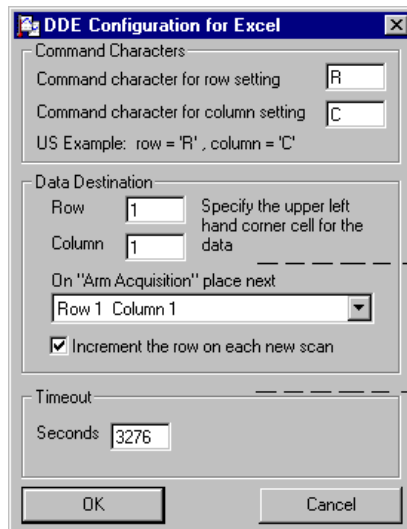 DDE Configuration for Excel
Command Characters
Command character for row setting R
Command character for column setting C
US Example: row = 'R' , column = 'C'
Data Destination
Row 1
Column 1
Specify the upper left
hand corner cell for the
data
On "Arm Acquisition" place next
Row 1 Column 1
Increment the row on each new scan
Timeout
Seconds 3276
OK Cancel